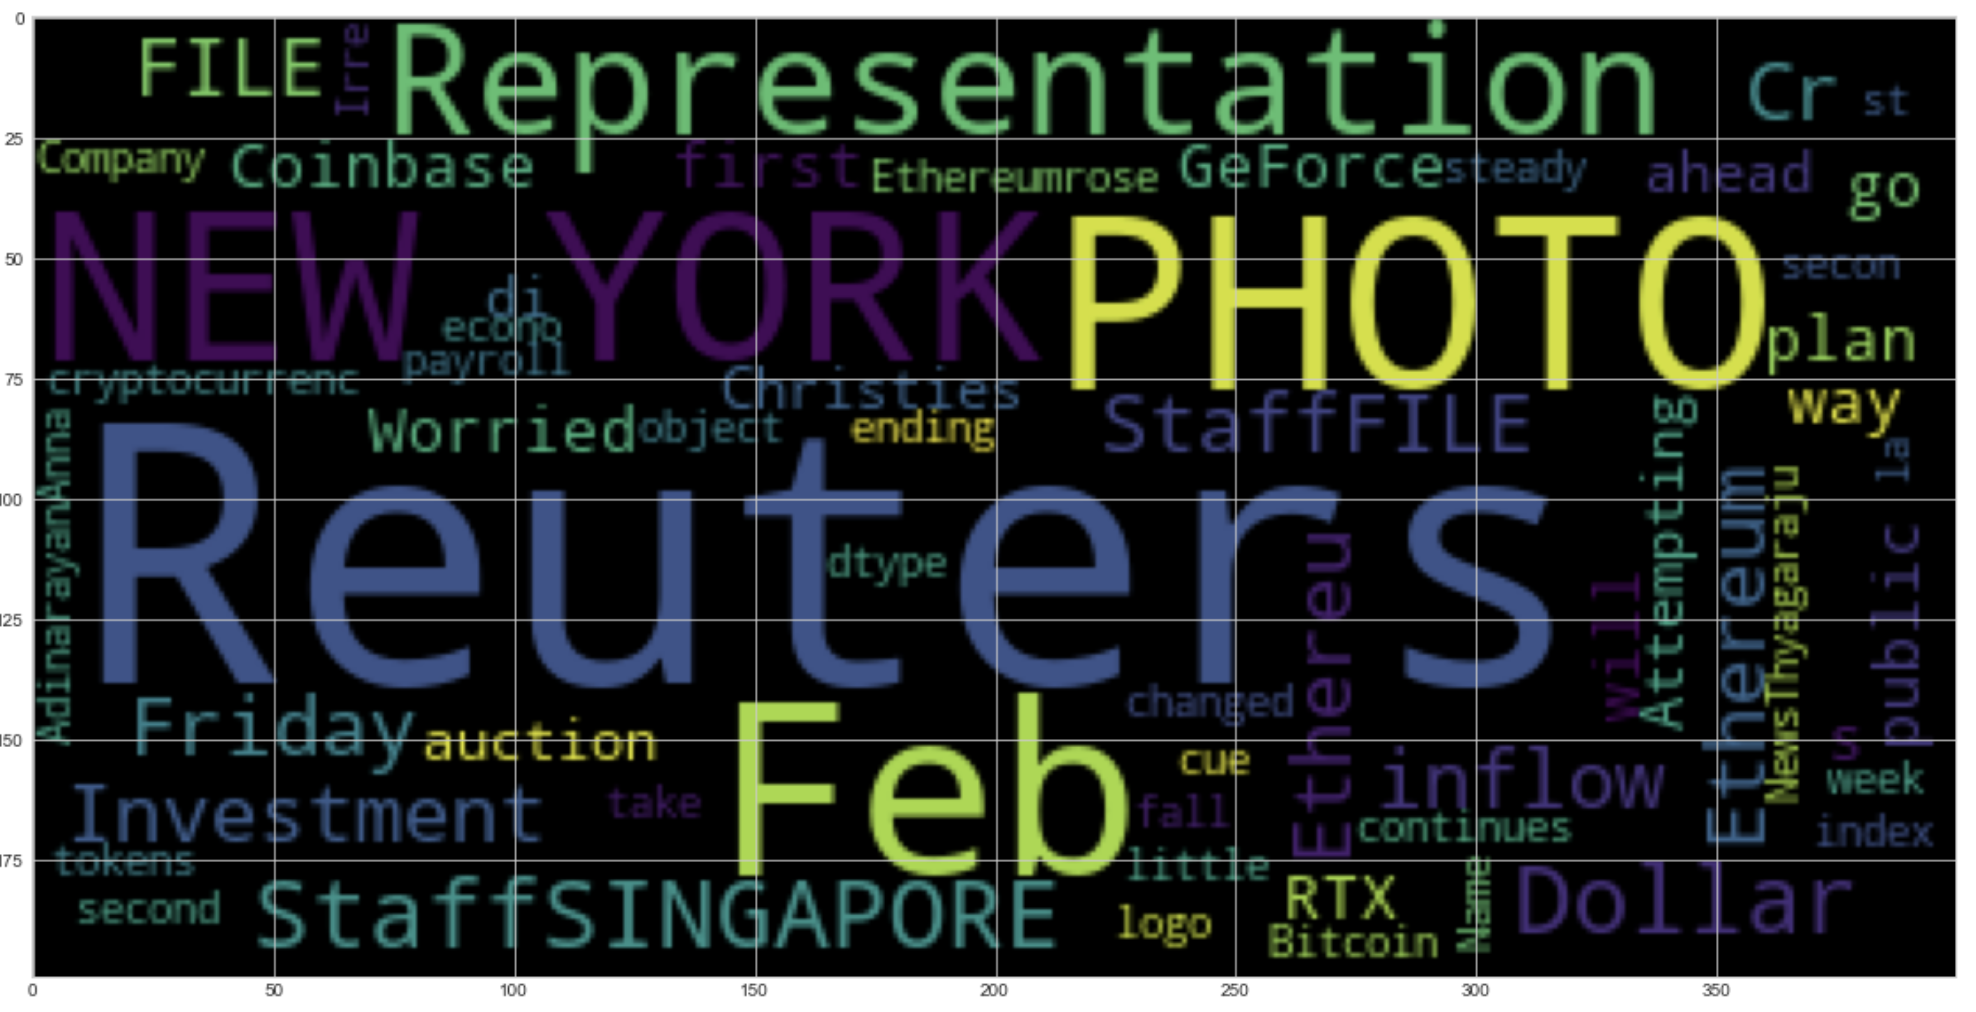 0
FILE
Irre
Representation
Cr
st
25
Company
Coinbase
first
Ethereumrose
GeForce
steady
ahead
go
NEW YORK
PHOTO
50
secon
di
econo
payroll
plan
75
cryptocurrenc
Christies
way
Worried
object
ending
StaffFILE
Attempting
la
AdinarayanAnna
100
Reuters
dtype
Ethereu
will
Ethereum
NewsThyagaraju
public
125
Friday
auction
Feb
changed
150
cue
inflow
S
week
Investment
take
fall
continues
index
175
tokens
little
second
StaffSINGAPORE
logo
RTX
Bitcoin
Name
Dollar
0 50 100 150 200 250 300 350